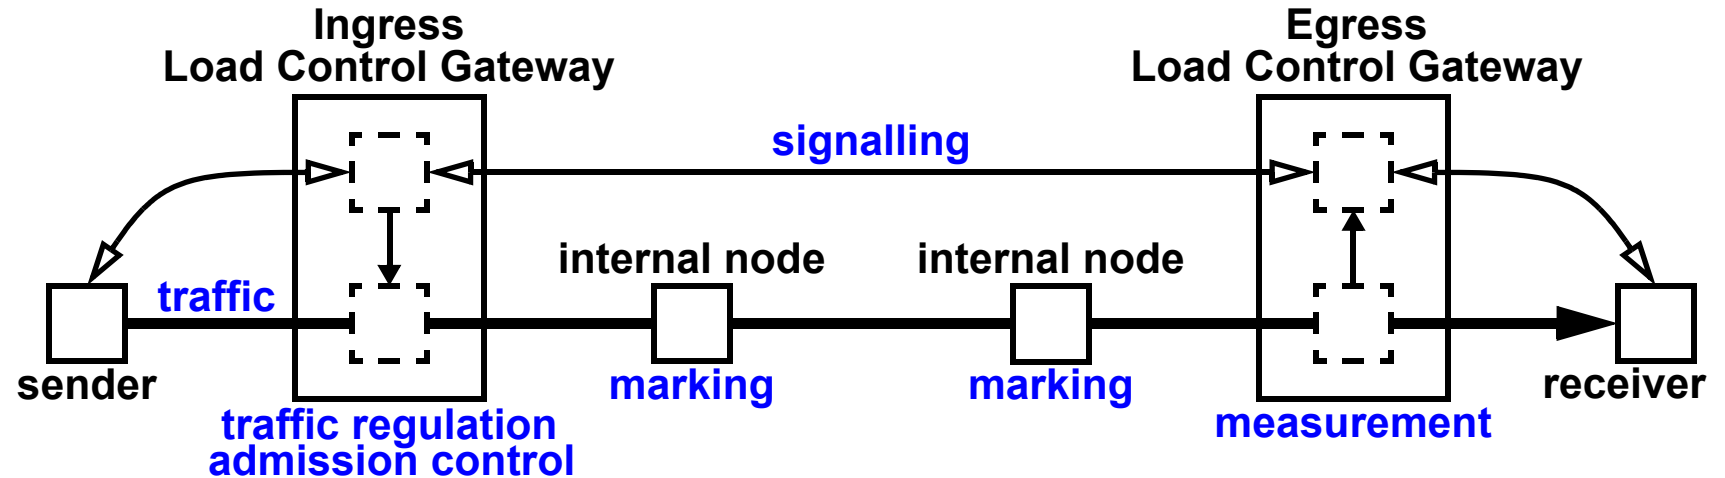 Ingress
Load Control Gateway
Egress
Load Control Gateway
signalling
internal node
internal node
traffic
sender
marking
marking
receiver
traffic regulation
admission control
measurement